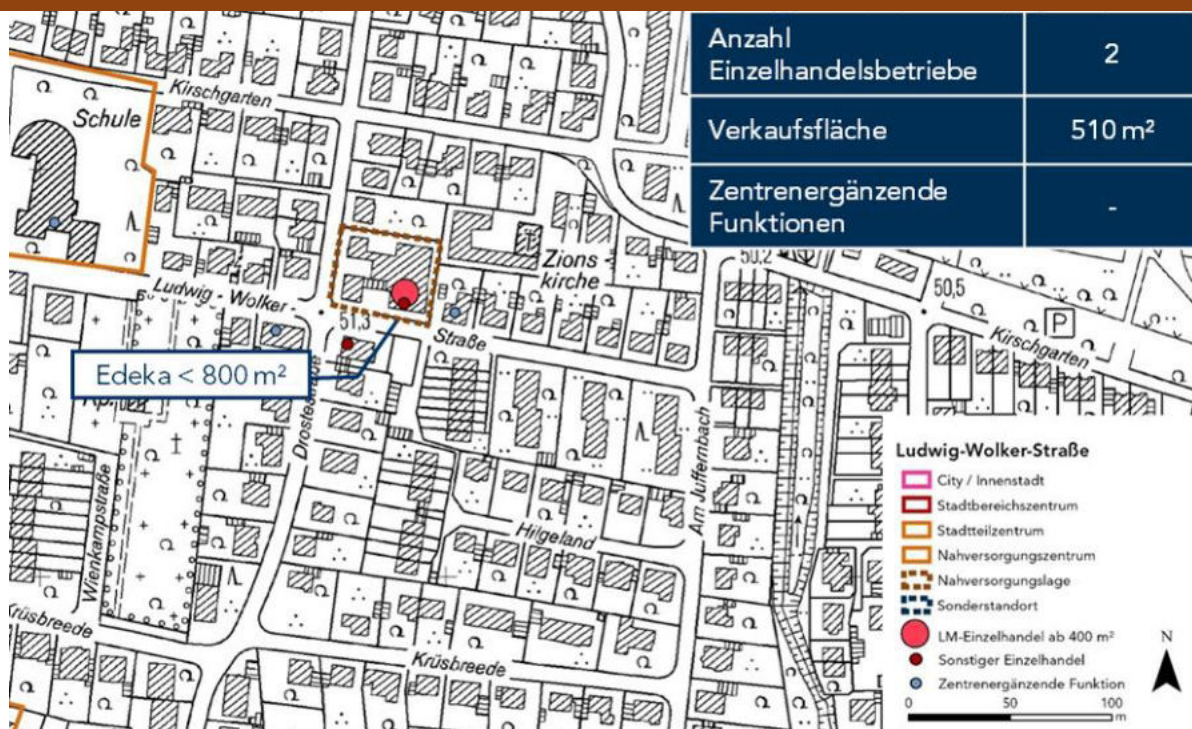 Anzahl
Einzelhandelsbetriebe
2
Verkaufsfläche
510 m²
Zentrenergänzende
Funktionen
-
Kirschgarten
Schule
Zions
kirche
Ludwig - Wolker -
Straße
51,3
50,2
50,5
P
Kirschgarten
Edeka < 800 m²
Am Juffernbach
Wienkampstraße
Hilgeland
Krüsbreede
Krüsbreede
Ludwig-Wolker-Straße
City / Innenstadt
Stadtbereichszentrum
Stadtteilzentrum
Nahversorgungszentrum
Nahversorgungslage
Sonderstandort
LM-Einzelhandel ab 400 m²
Sonstiger Einzelhandel
Zentrenergänzende Funktion
N
0 50 100
m